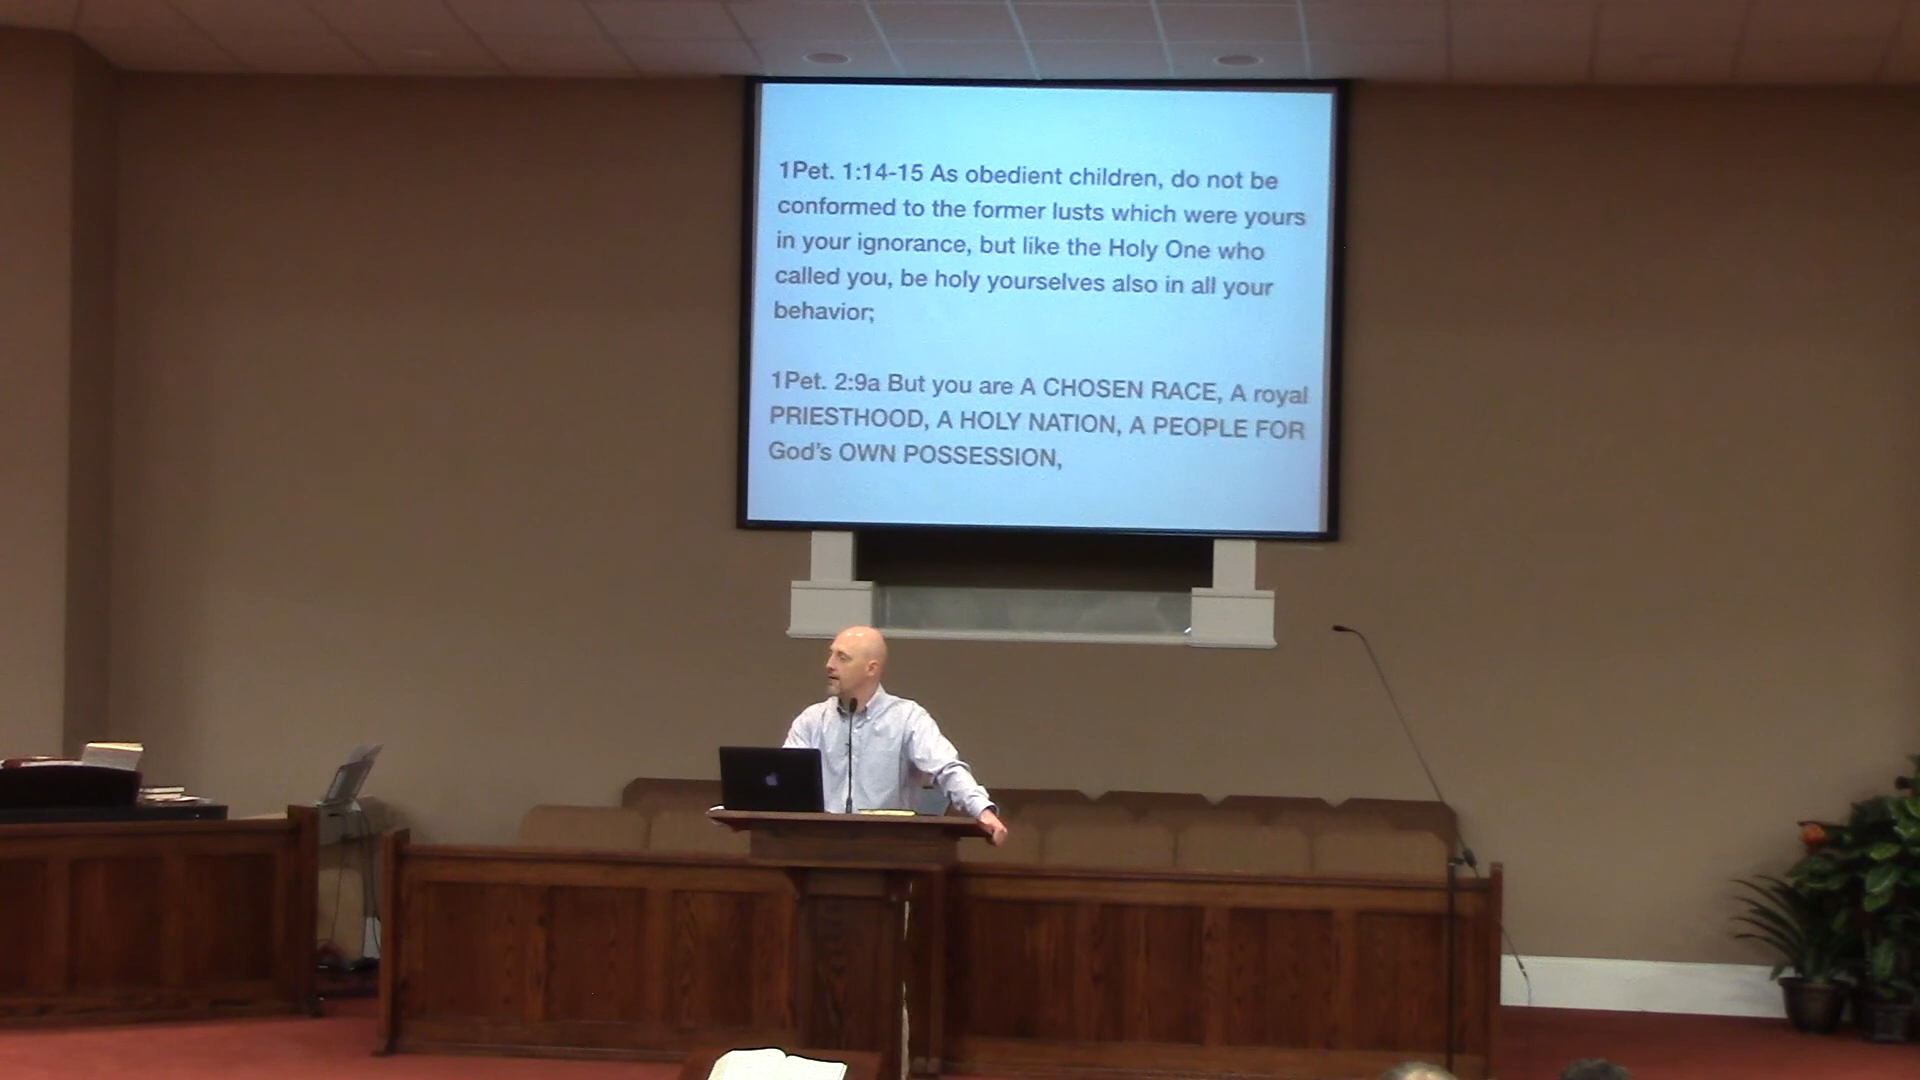 1Pet. 1:14-15 As obedient children, do not be
conformed to the former lusts which were yours
in your ignorance, but like the Holy One who
called you, be holy yourselves also in all your
behavior;
1Pet. 2:9a But you are A CHOSEN RACE, A royal
PRIESTHOOD, A HOLY NATION, A PEOPLE FOR
God's OWN POSSESSION,